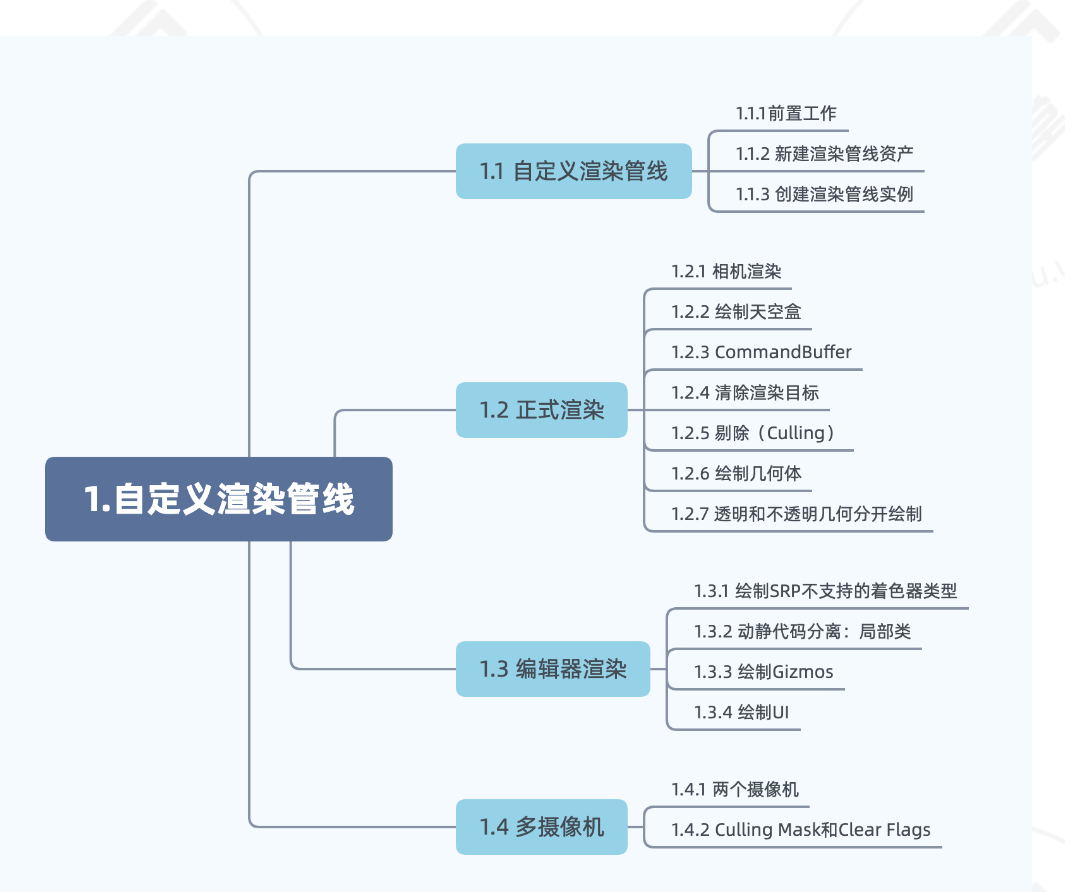 1.自定义渲染管线
1.1 自定义渲染管线
1.1.1前置工作
1.1.2 新建渲染管线资产
1.1.3 创建渲染管线实例
1.2 正式渲染
1.2.1 相机渲染
1.2.2 绘制天空盒
1.2.3 CommandBuffer
1.2.4 清除渲染目标
1.2.5 剔除（Culling）
1.2.6 绘制几何体
1.2.7 透明和不透明几何分开绘制
1.3 编辑器渲染
1.3.1 绘制SRP不支持的着色器类型
1.3.2 动静代码分离：局部类
1.3.3 绘制Gizmos
1.3.4 绘制UI
1.4 多摄像机
1.4.1 两个摄像机
1.4.2 Culling Mask和Clear Flags